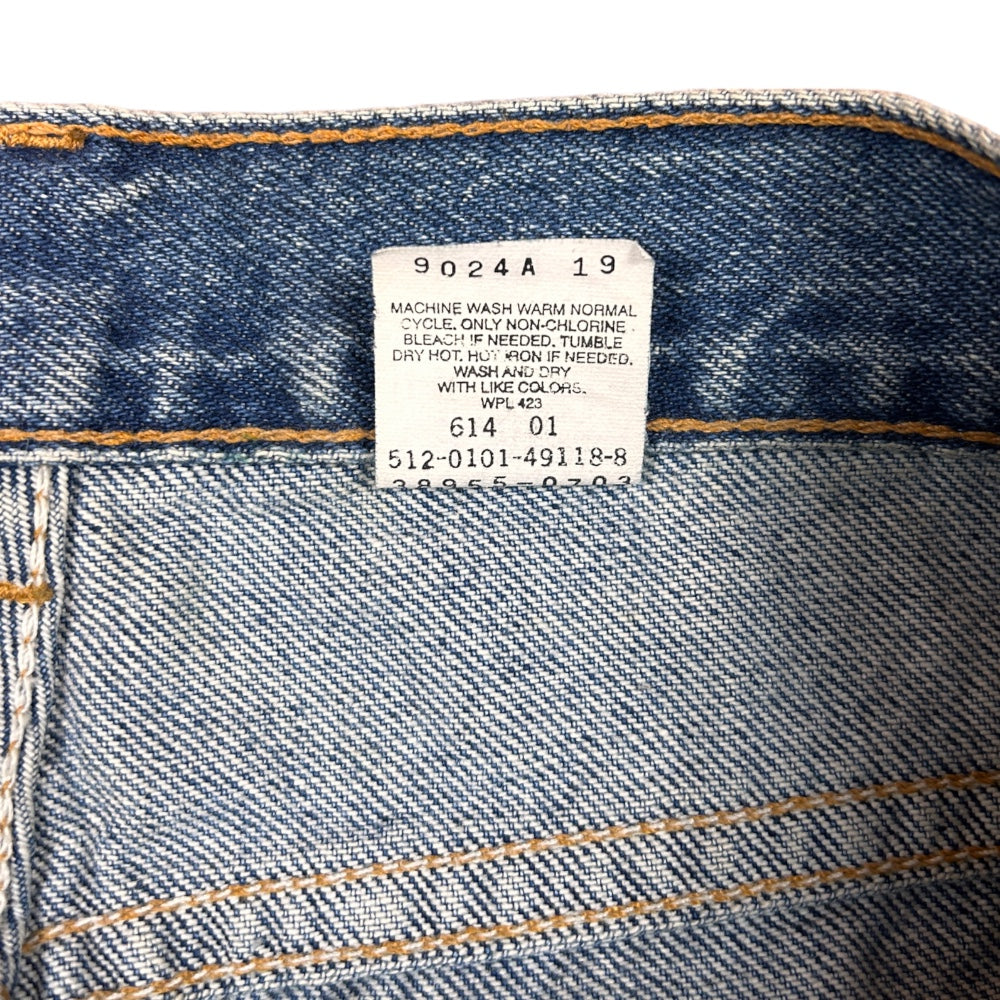 9024A 19
MACHINE WASH WARM NORMAL
CYCLE. ONLY NON-CHLORINE
BLEACH IF NEEDED. TUMBLE
DRY HOT. HOT IRON IF NEEDED.
WASH AND DRY
WITH LIKE COLORS.
WPL 423
614 01
512-0101-49118-8